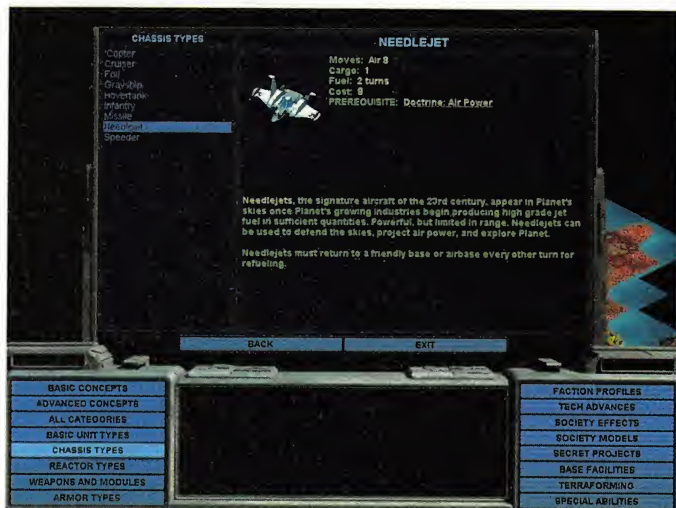 CHASSIS TYPES
Copter
Cruiser
Foil
Gravship
Hovertank
Infantry
Missile
Needlejet
Speeder
NEEDLEJET
Moves: Air 8
Cargo: 1
Fuel: 2 turns
Cost: 8
PREREQUISITE: Doctrine: Air Power
Needlejets, the signature aircraft of the 23rd century, appear in Planet's
skies once Planet's growing industries begin producing high grade jet
fuel in sufficient quantities. Powerful, but limited in range. Needlejets can
be used to defend the skies, project air power, and explore Planet.
Needlejets must return to a friendly base or airbase every other turn for
refueling.
BACK
EXIT
BASIC CONCEPTS
ADVANCED CONCEPTS
ALL CATEGORIES
BASIC UNIT TYPES
CHASSIS TYPES
REACTOR TYPES
WEAPONS AND MODULES
ARMOR TYPES
FACTION PROFILES
TECH ADVANCES
SOCIETY EFFECTS
SOCIETY MODELS
SECRET PROJECTS
BASE FACILITIES
TERRAFORMING
SPECIAL ABILITIES